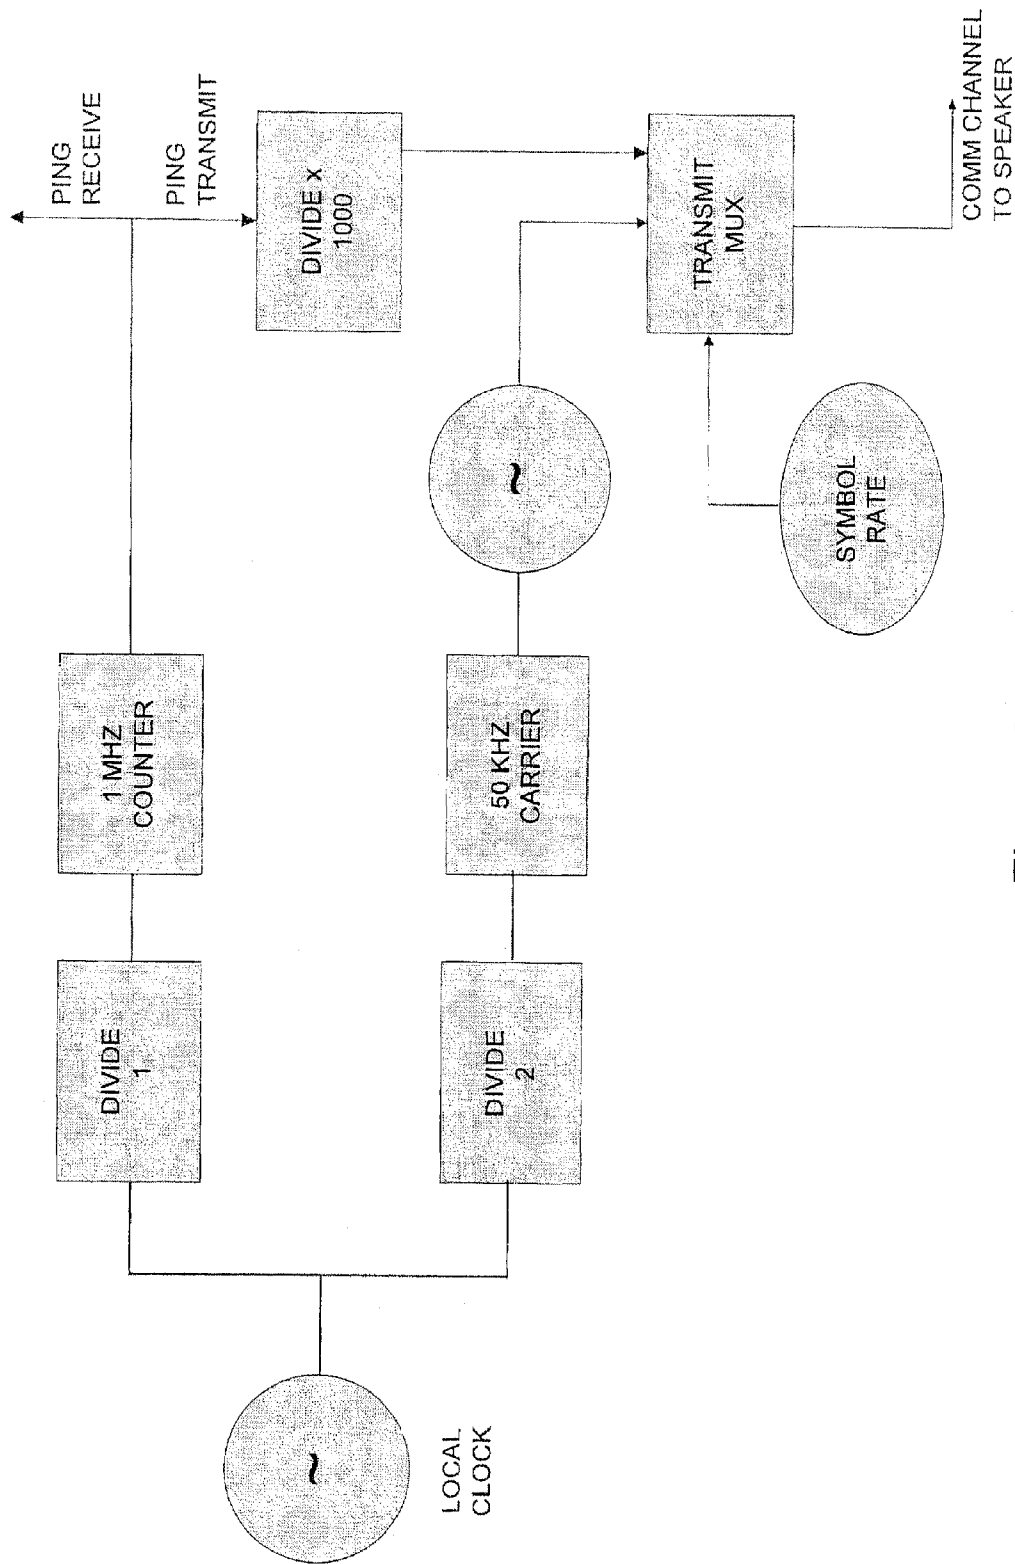 LOCAL
CLOCK
DIVIDE
1
DIVIDE
2
1 MHZ
COUNTER
50 KHZ
CARRIER
~
~
PING
RECEIVE
PING
TRANSMIT
DIVIDE x
1000
TRANSMIT
MUX
SYMBOL
RATE
COMM CHANNEL
TO SPEAKER